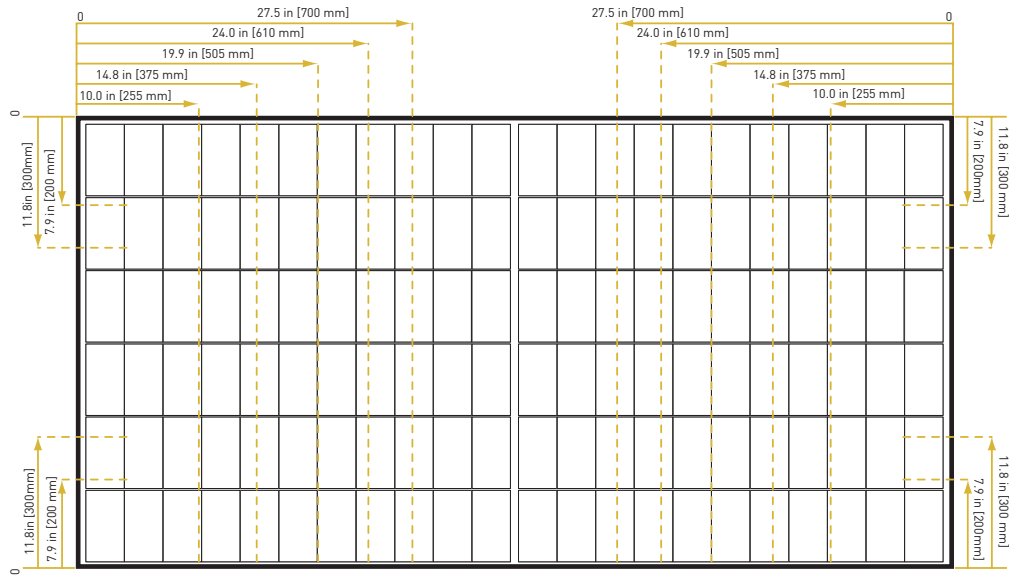 0
27.5 in [700 mm]
24.0 in [610 mm]
19.9 in [505 mm]
14.8 in [375 mm]
10.0 in [255 mm]
27.5 in [700 mm]
0
24.0 in [610 mm]
19.9 in [505 mm]
14.8 in [375 mm]
10.0 in [255 mm]
0
11.8in [300mm]
7.9 in [200 mm]
7.9 in [200mm]
11.8 in [300 mm]
11.8in [300mm]
7.9 in [200 mm]
0
7.9 in [200mm]
11.8 in [300 mm]